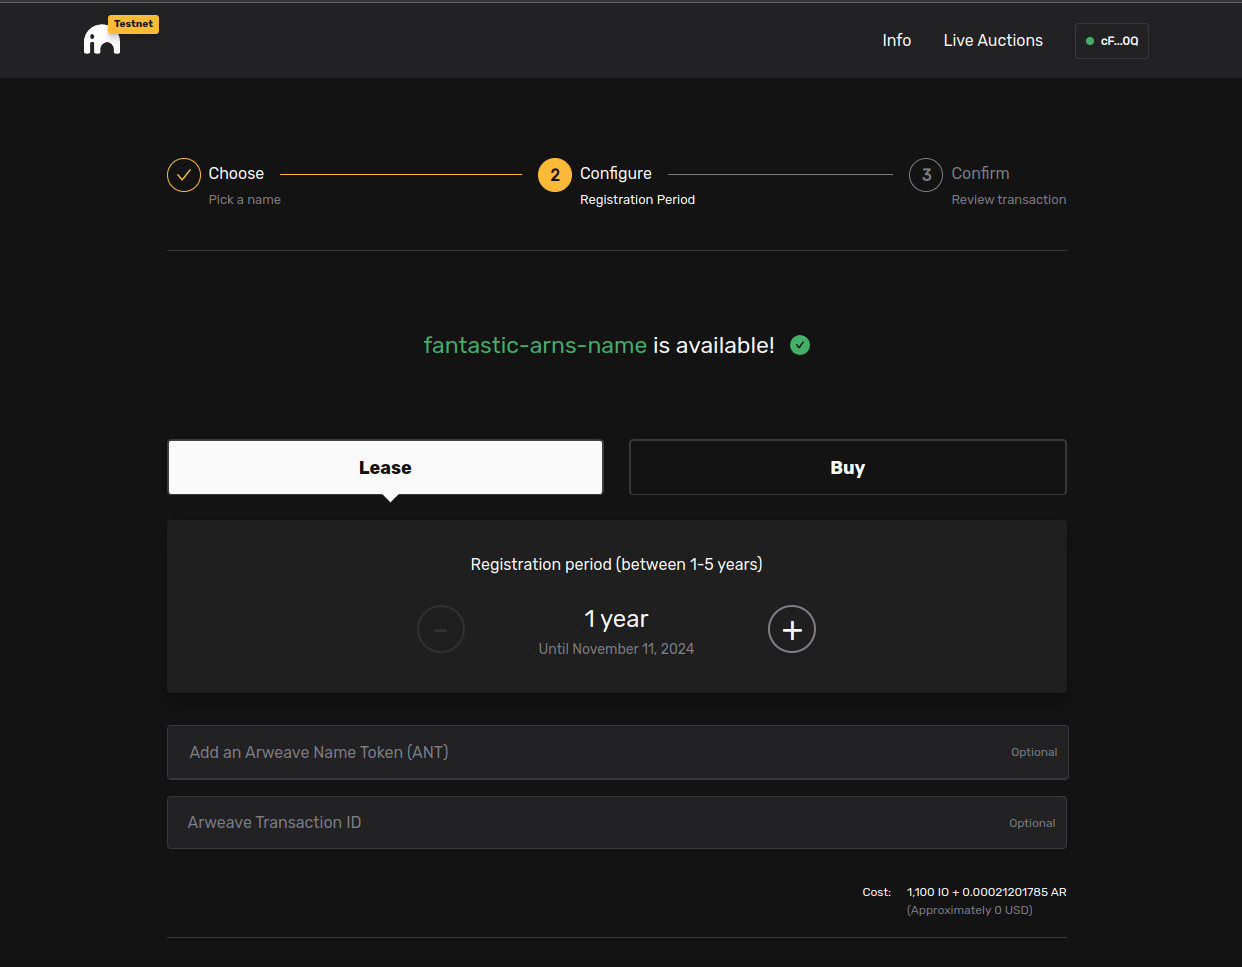 Testnet
Info
Live Auctions
cF...0Q
Choose
Pick a name
2
Configure
Registration Period
3
Confirm
Review transaction
fantastic-arns-name is available!
Lease
Buy
Registration period (between 1-5 years)
1 year
Until November 11, 2024
Add an Arweave Name Token (ANT)
Optional
Arweave Transaction ID
Optional
Cost: 1,100 IO + 0.00021201785 AR
(Approximately 0 USD)